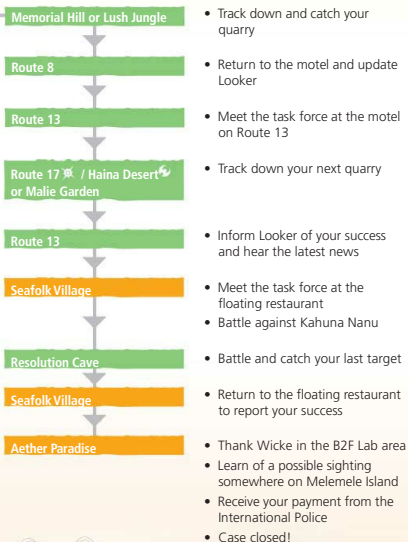 Memorial Hill or Lush Jungle
• Track down and catch your
quarry
Route 8
• Return to the motel and update
Looker
Route 13
• Meet the task force at the motel
on Route 13
Route 17 / Haina Desert
or Malie Garden
• Track down your next quarry
Route 13
• Inform Looker of your success
and hear the latest news
Seafolk Village
• Meet the task force at the
floating restaurant
• Battle against Kahuna Nanu
Resolution Cave
• Battle and catch your last target
Seafolk Village
• Return to the floating restaurant
to report your success
Aether Paradise
• Thank Wicke in the B2F Lab area
• Learn of a possible sighting
somewhere on Melemele Island
• Receive your payment from the
International Police
• Case closed!